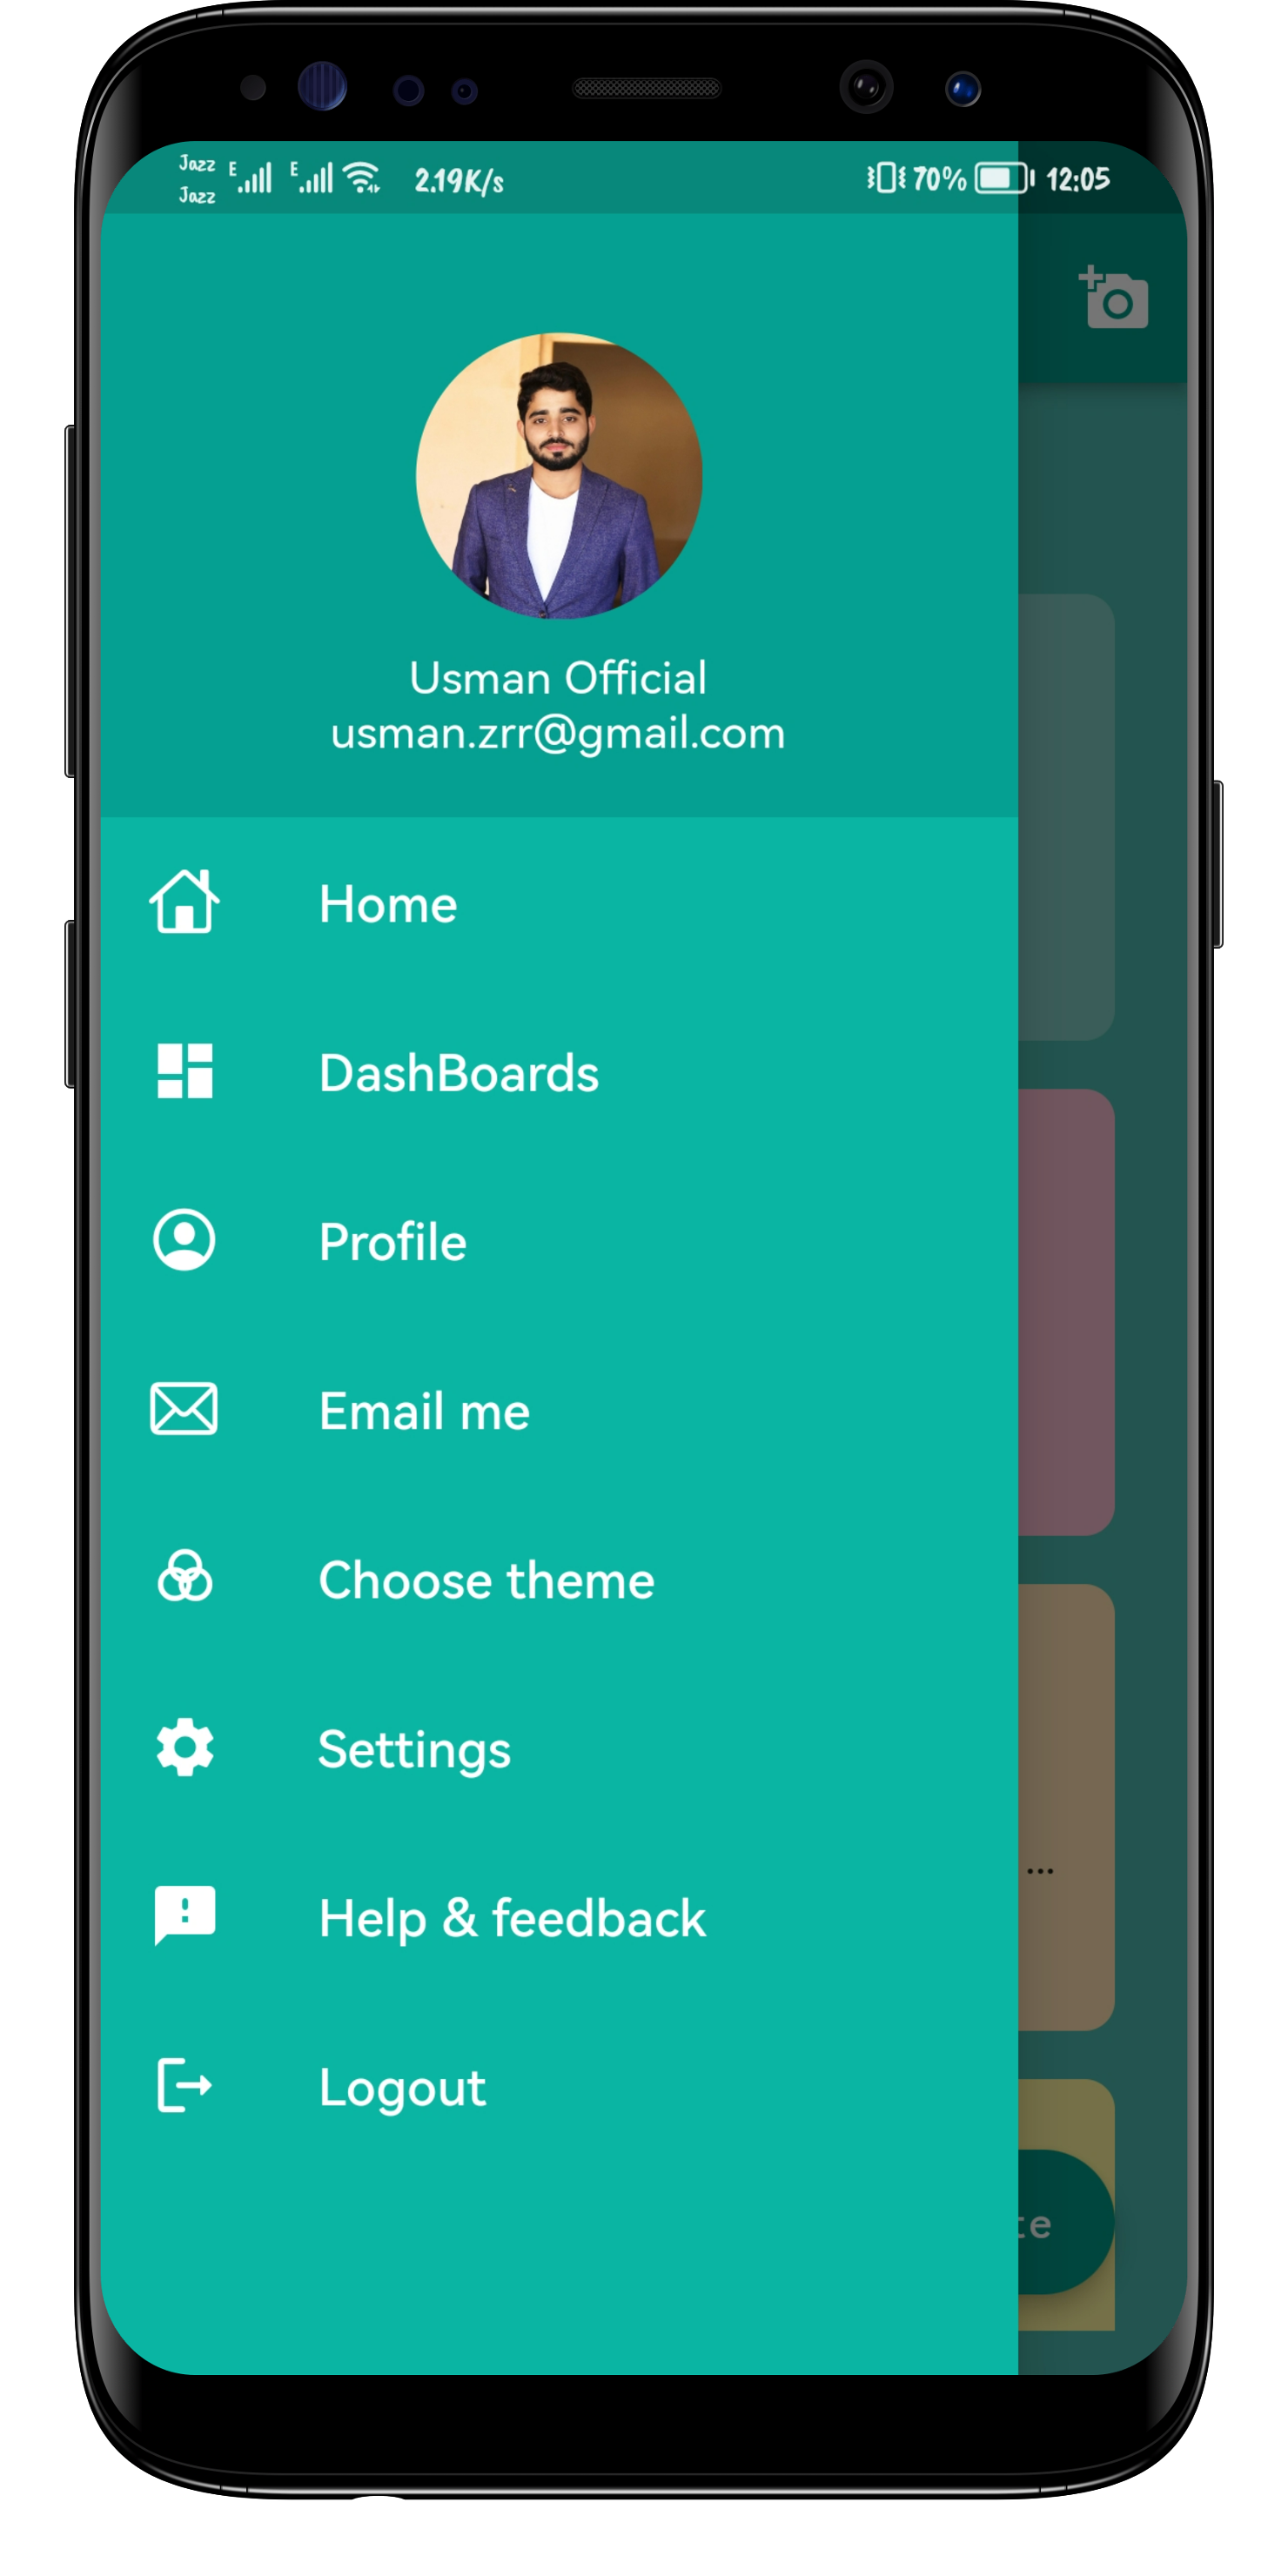 Jazz E E 2.19K/s 70% 12:05
Jazz
Usman Official
usman.zrr@gmail.com
Home
DashBoards
Profile
Email me
Choose theme
Settings
...
Help & feedback
Logout
te